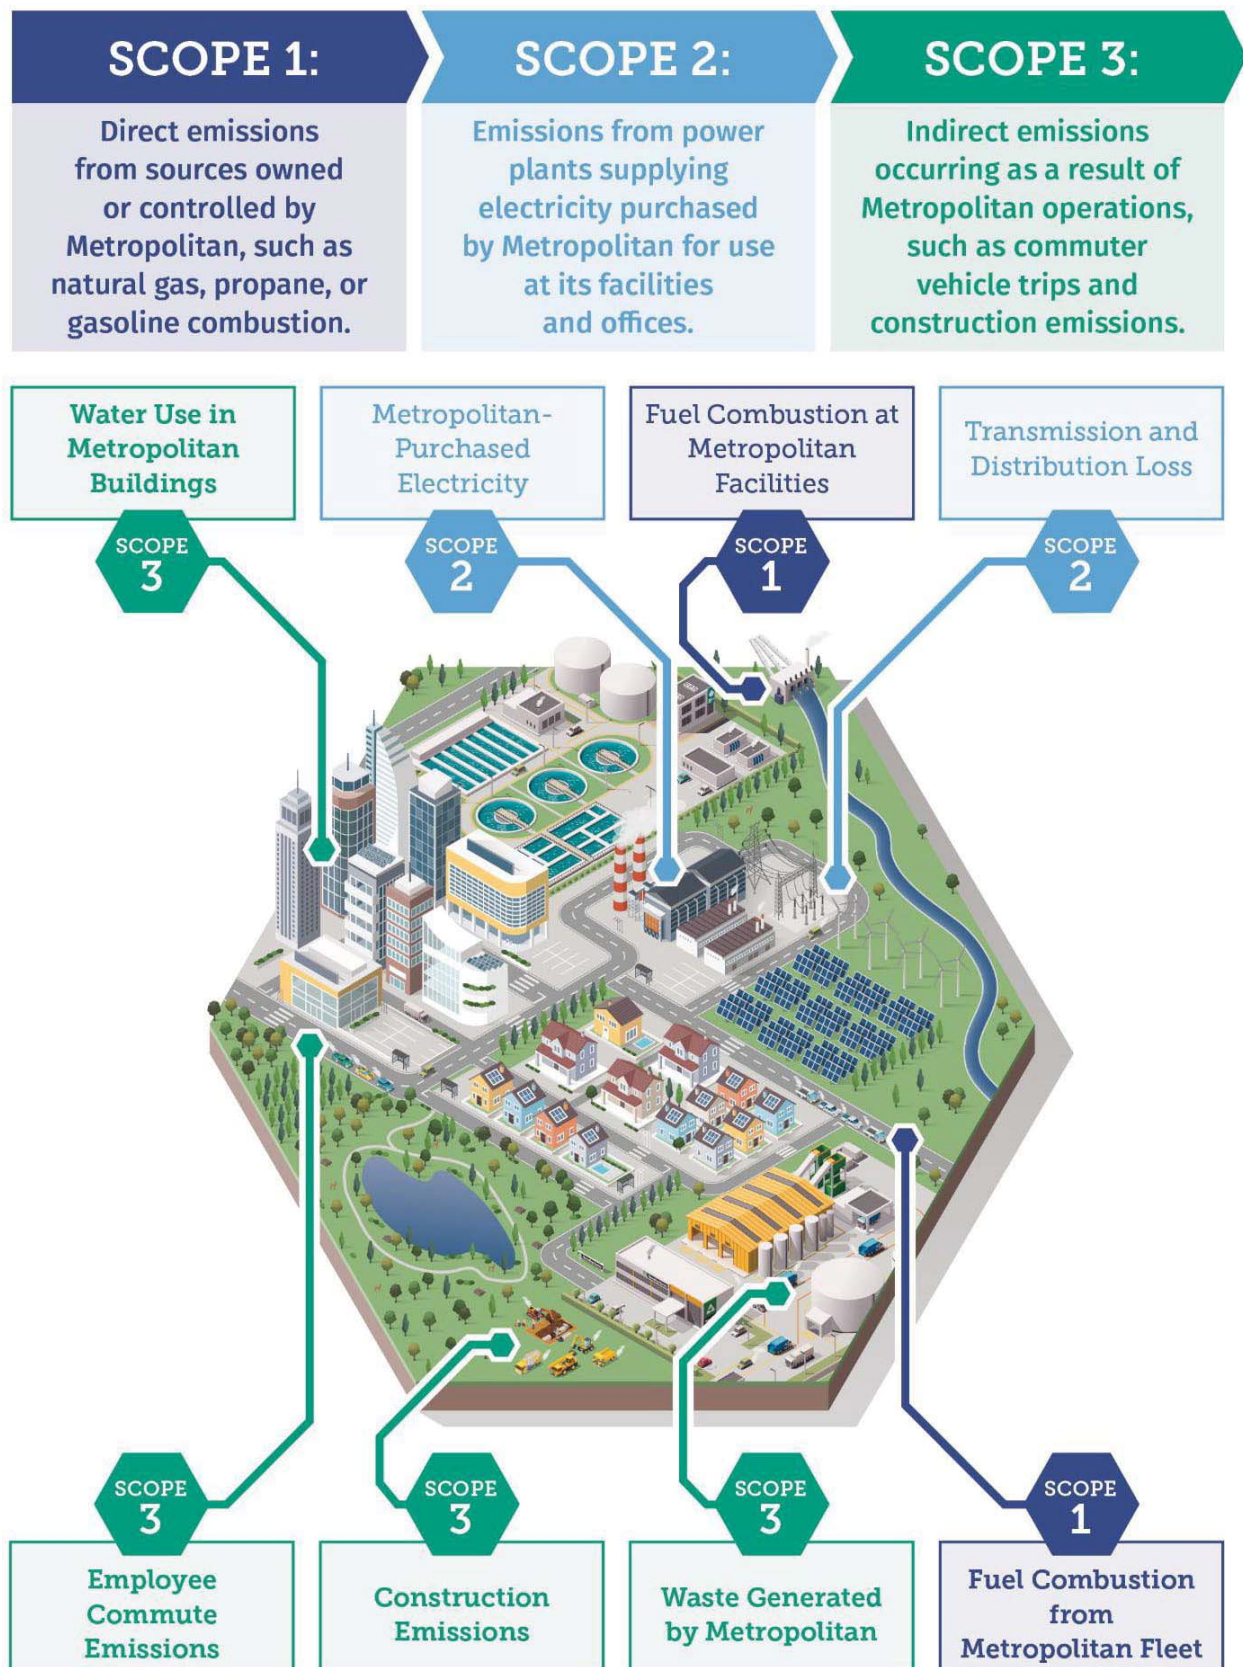 SCOPE 1:
Direct emissions
from sources owned
or controlled by
Metropolitan, such as
natural gas, propane, or
gasoline combustion.
SCOPE 2:
Emissions from power
plants supplying
electricity purchased
by Metropolitan for use
at its facilities
and offices.
SCOPE 3:
Indirect emissions
occurring as a result of
Metropolitan operations,
such as commuter
vehicle trips and
construction emissions.
Water Use in
Metropolitan
Buildings
SCOPE
3
Metropolitan-
Purchased
Electricity
SCOPE
2
Fuel Combustion at
Metropolitan
Facilities
SCOPE
1
Transmission and
Distribution Loss
SCOPE
2
SCOPE
3
Employee
Commute
Emissions
SCOPE
3
Construction
Emissions
SCOPE
3
Waste Generated
by Metropolitan
SCOPE
1
Fuel Combustion
from
Metropolitan Fleet